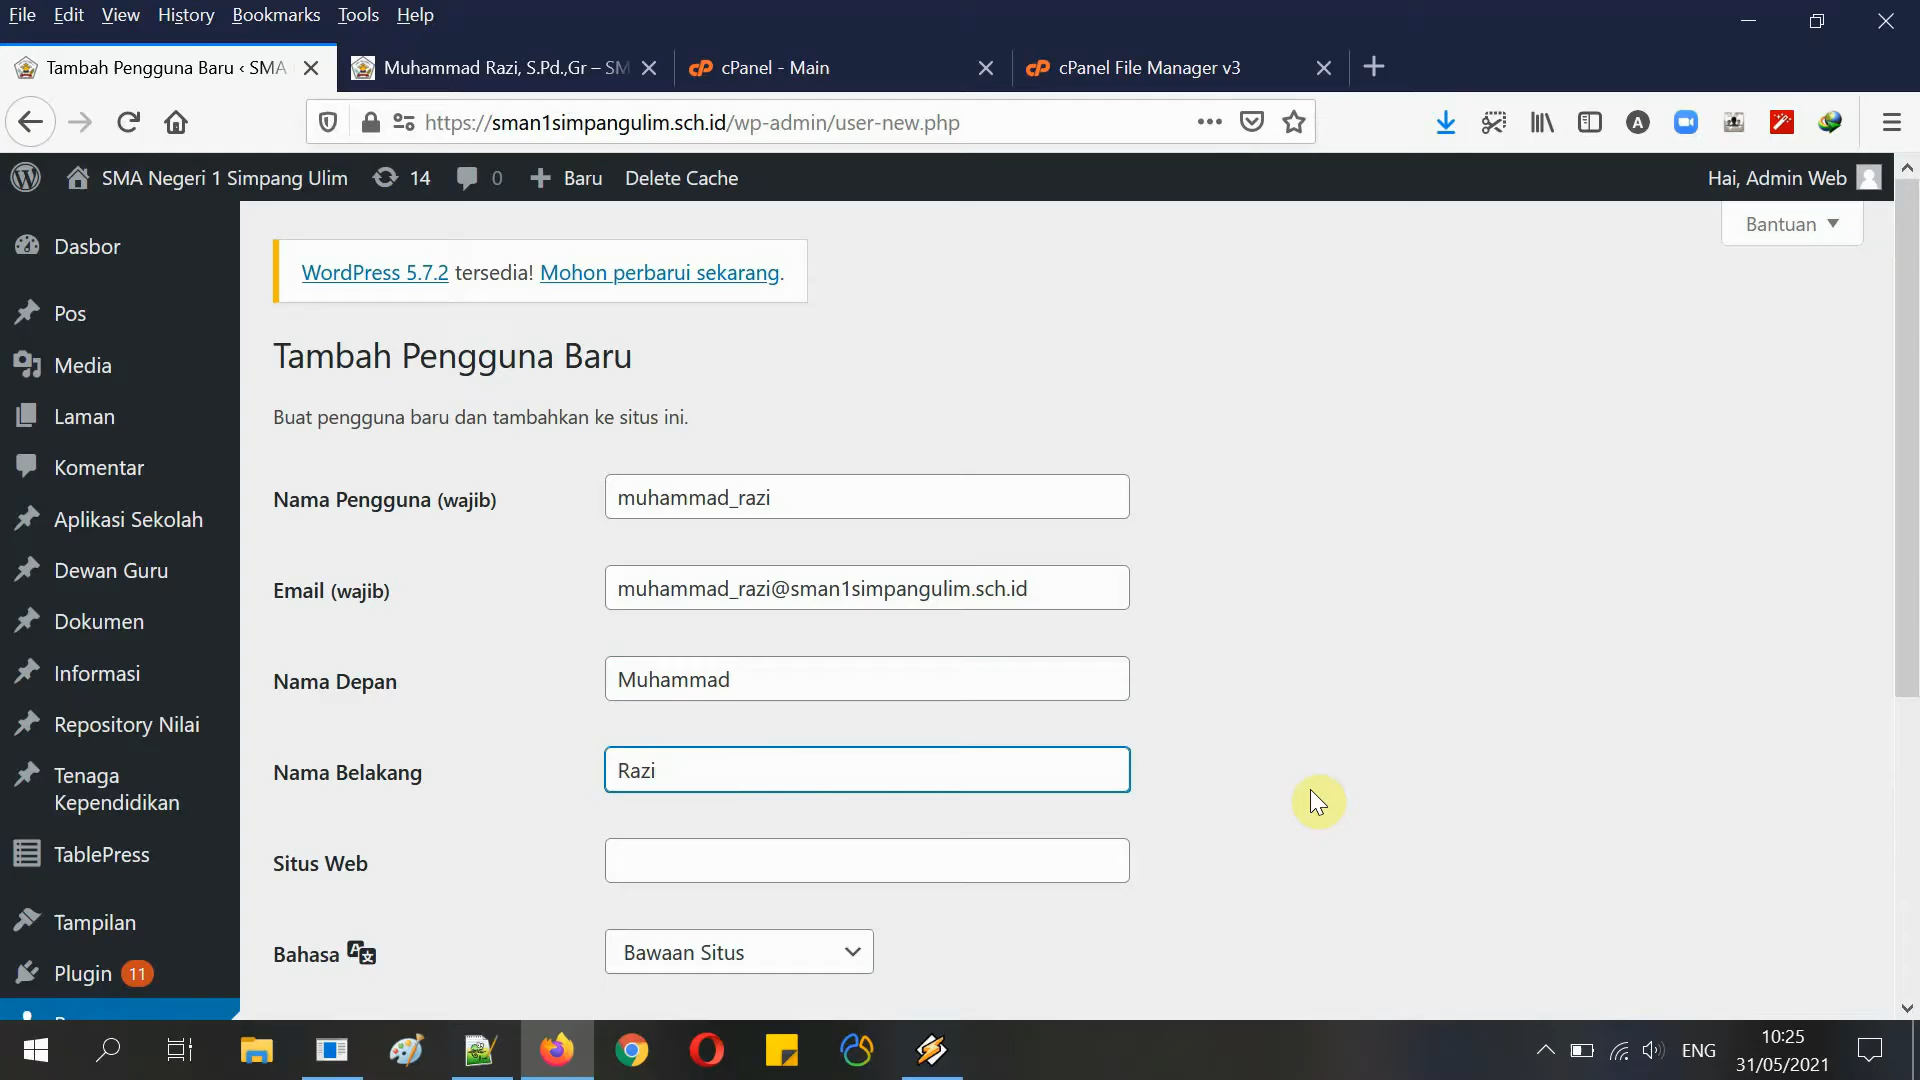 File Edit View History Bookmarks Tools Help
Tambah Pengguna Baru ‹ SMA
Muhammad Razi, S.Pd.,Gr – SM
cPanel - Main
cPanel File Manager v3
https://sman1simpangulim.sch.id/wp-admin/user-new.php
SMA Negeri 1 Simpang Ulim 14 0 Baru Delete Cache Hai, Admin Web
Bantuan
Dasbor
Pos
Media
Laman
Komentar
Aplikasi Sekolah
Dewan Guru
Dokumen
Informasi
Repository Nilai
Tenaga
Kependidikan
TablePress
Tampilan
Plugin 11
WordPress 5.7.2 tersedia! Mohon perbarui sekarang.
Tambah Pengguna Baru
Buat pengguna baru dan tambahkan ke situs ini.
Nama Pengguna (wajib) muhammad_razi
Email (wajib) muhammad_razi@sman1simpangulim.sch.id
Nama Depan Muhammad
Nama Belakang Razi
Situs Web
Bahasa Bawaan Situs
ENG
10:25
31/05/2021